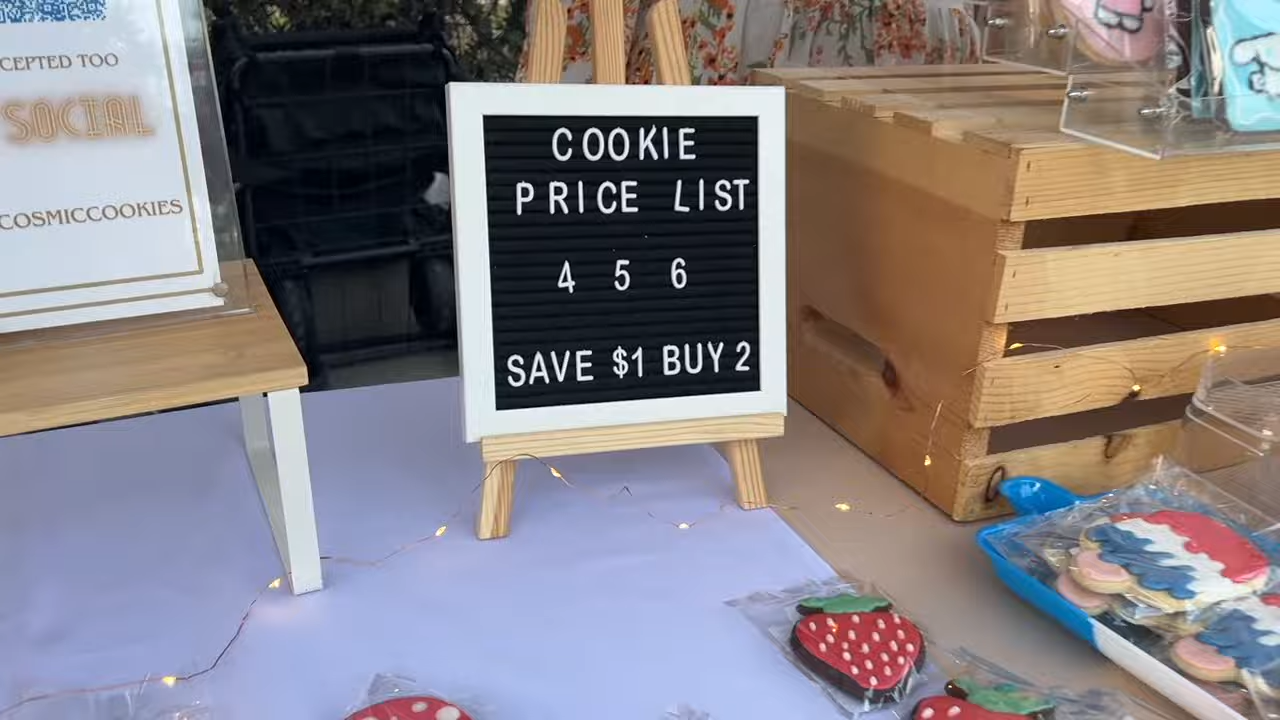 CEPTED TOO
SOCIAL
COSMICCOOKIES
COOKIE
PRICE LIST
4 5 6
SAVE $1 BUY 2